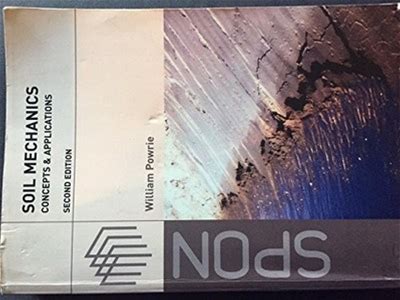 SOIL MECHANICS
CONCEPTS & APPLICATIONS
SECOND EDITION
William Powrie
SPON